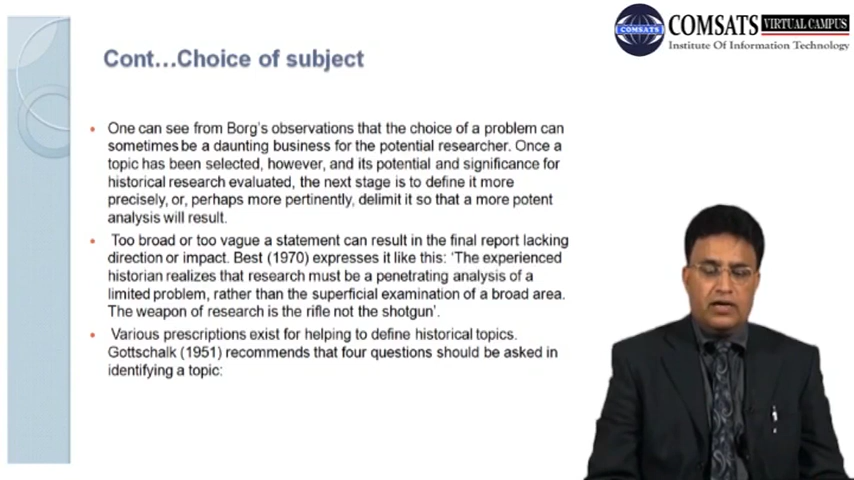 COMSATS VIRTUAL CAMPUS
COMSATS
Institute Of Information Technology
Cont...Choice of subject
One can see from Borg's observations that the choice of a problem can
sometimes be a daunting business for the potential researcher. Once a
topic has been selected, however, and its potential and significance for
historical research evaluated, the next stage is to define it more
precisely, or, perhaps more pertinently, delimit it so that a more potent
analysis will result.
Too broad or too vague a statement can result in the final report lacking
direction or impact. Best (1970) expresses it like this: 'The experienced
historian realizes that research must be a penetrating analysis of a
limited problem, rather than the superficial examination of a broad area.
The weapon of research is the rifle not the shotgun'.
Various prescriptions exist for helping to define historical topics.
Gottschalk (1951) recommends that four questions should be asked in
identifying a topic: